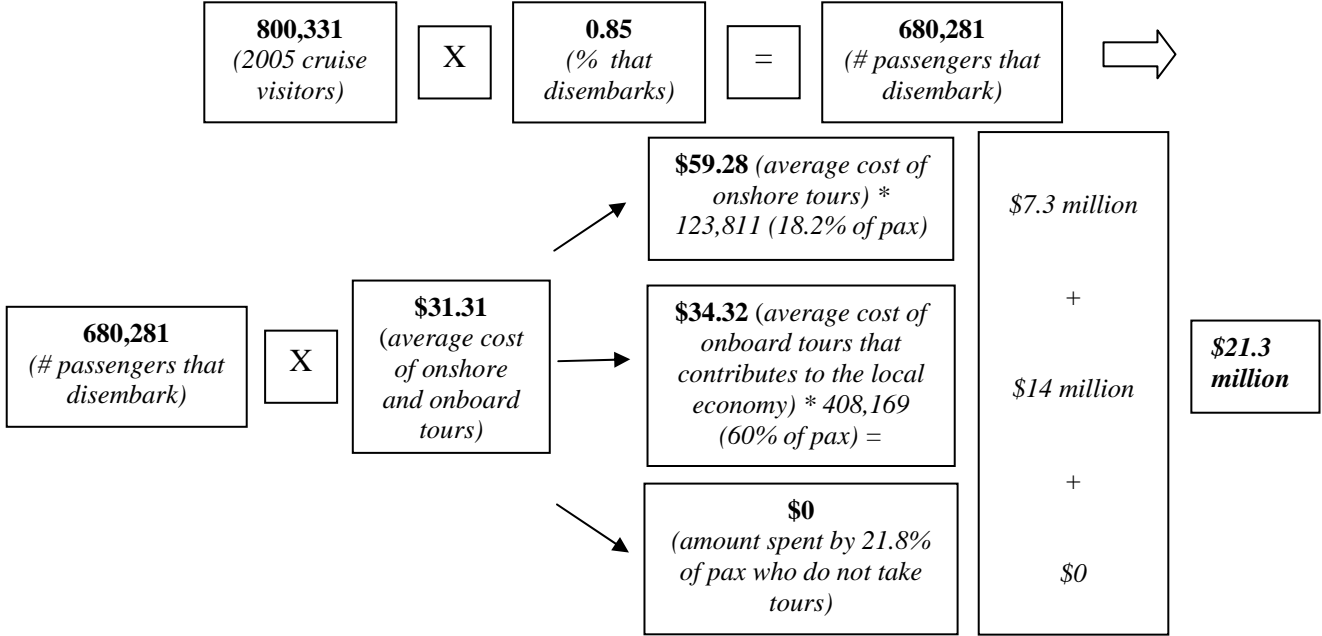 800,331
(2005 cruise
visitors)
X
0.85
(% that
disembarks)
=
680,281
(# passengers that
disembark)
680,281
(# passengers that
disembark)
X
$31.31
(average cost
of onshore
and onboard
tours)
$59.28 (average cost of
onshore tours) *
123,811 (18.2% of pax)
$34.32 (average cost of
onboard tours that
contributes to the local
economy) * 408,169
(60% of pax) =
$0
(amount spent by 21.8%
of pax who do not take
tours)
$7.3 million
+
$14 million
+
$0
$21.3
million